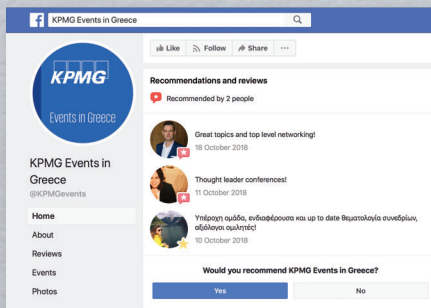 KPMG Events in Greece
Like Follow Share ...
KPMG
Events in Greece
KPMG Events in
Greece
@KPMGevents
Home
About
Reviews
Events
Photos
Recommendations and reviews
Recommended by 2 people
Great topics and top level networking!
18 October 2018
Thought leader conferences!
11 October 2018
Υπέροχη ομάδα, ενδιαφέρουσα και up to date θεματολογία συνεδρίων,
αξιόλογοι ομιλητές!
10 October 2018
Would you recommend KPMG Events in Greece?
Yes No